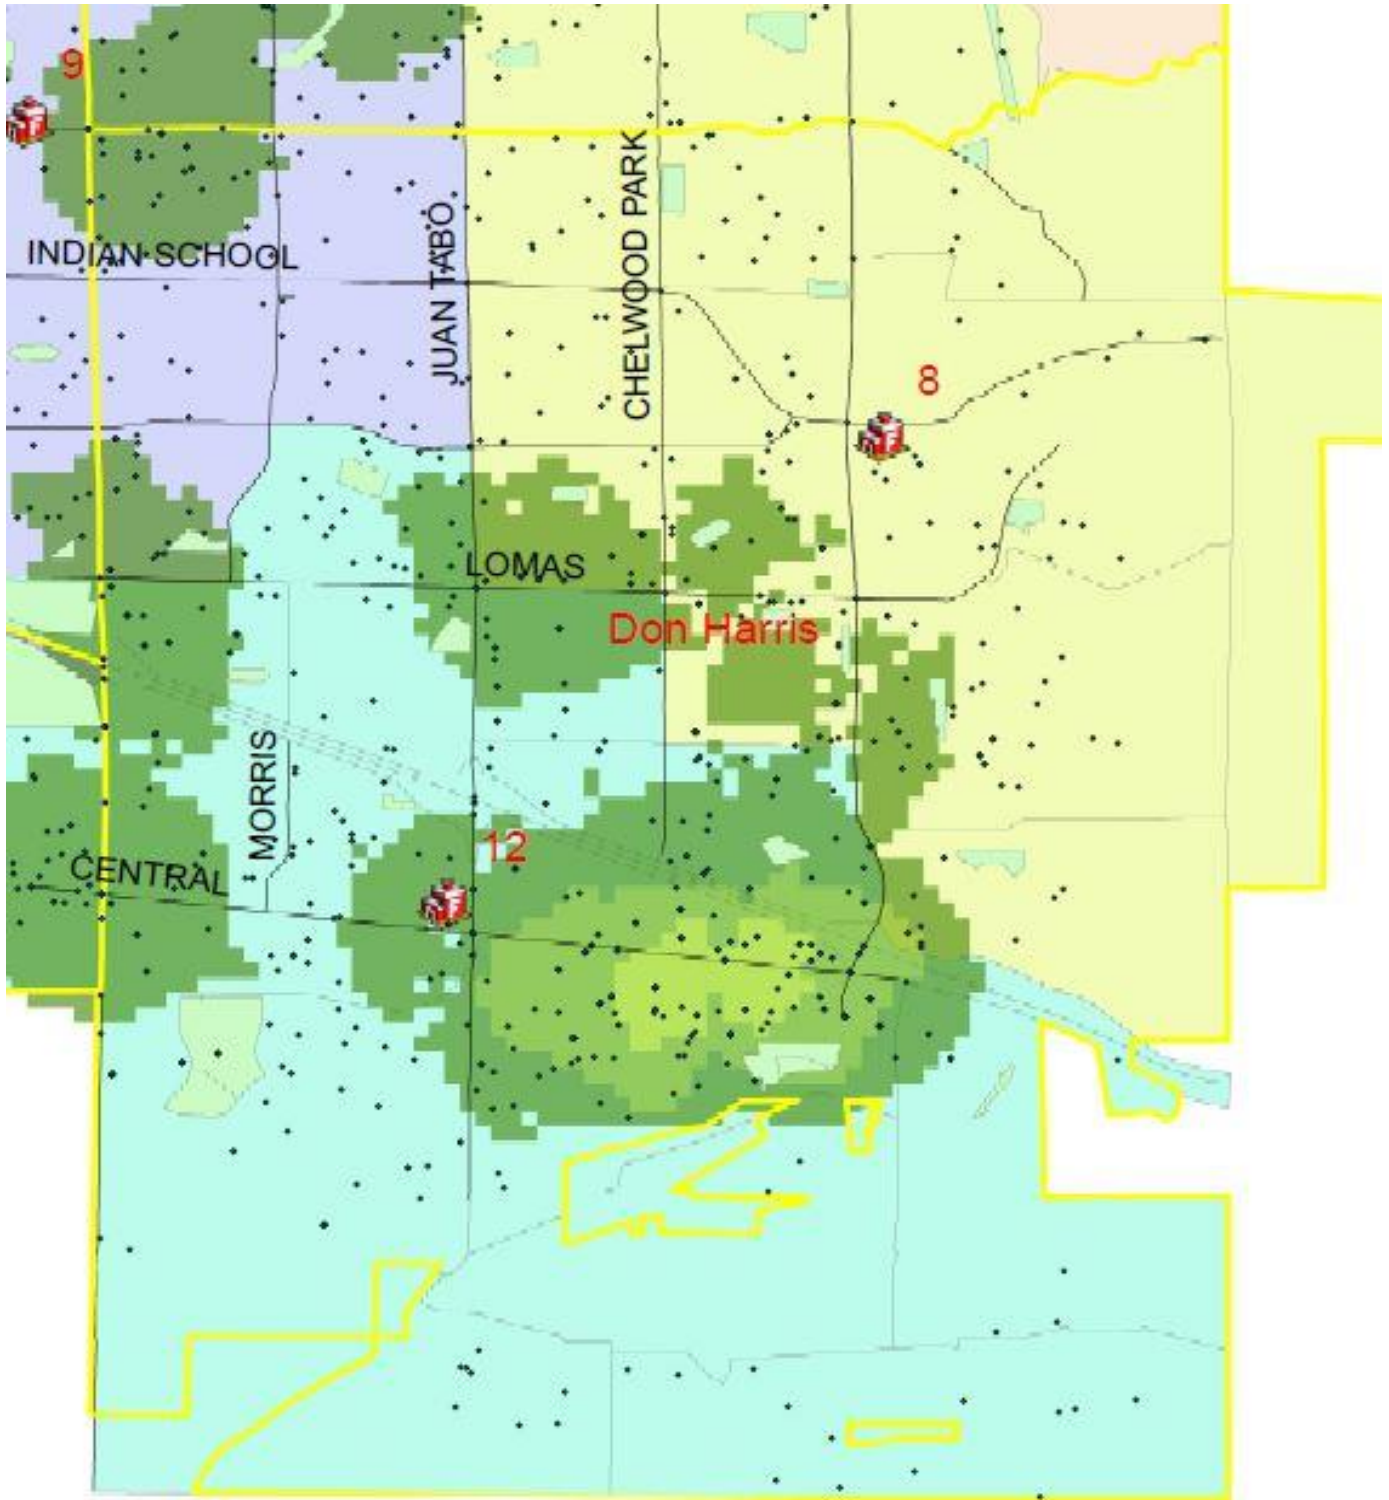 9
INDIAN SCHOOL
JUAN TABO
CHELWOOD PARK
8
LOMAS
Don Harris
MORRIS
12
CENTRAL